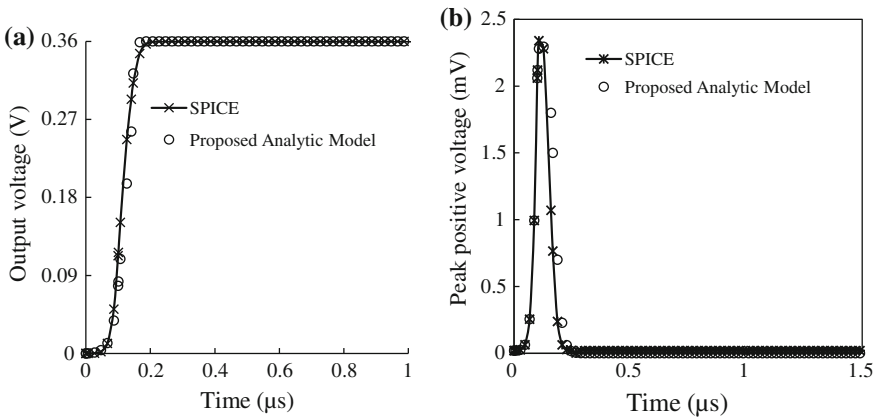 (a)
0.36
0.27
0.18
0.09
0
Output voltage (V)
SPICE
Proposed Analytic Model
0
0.2
0.4
0.6
0.8
1
Time (μs)
(b)
2.5
2
1.5
1
0.5
0
Peak positive voltage (mV)
SPICE
Proposed Analytic Model
0
0.5
1
1.5
Time (μs)